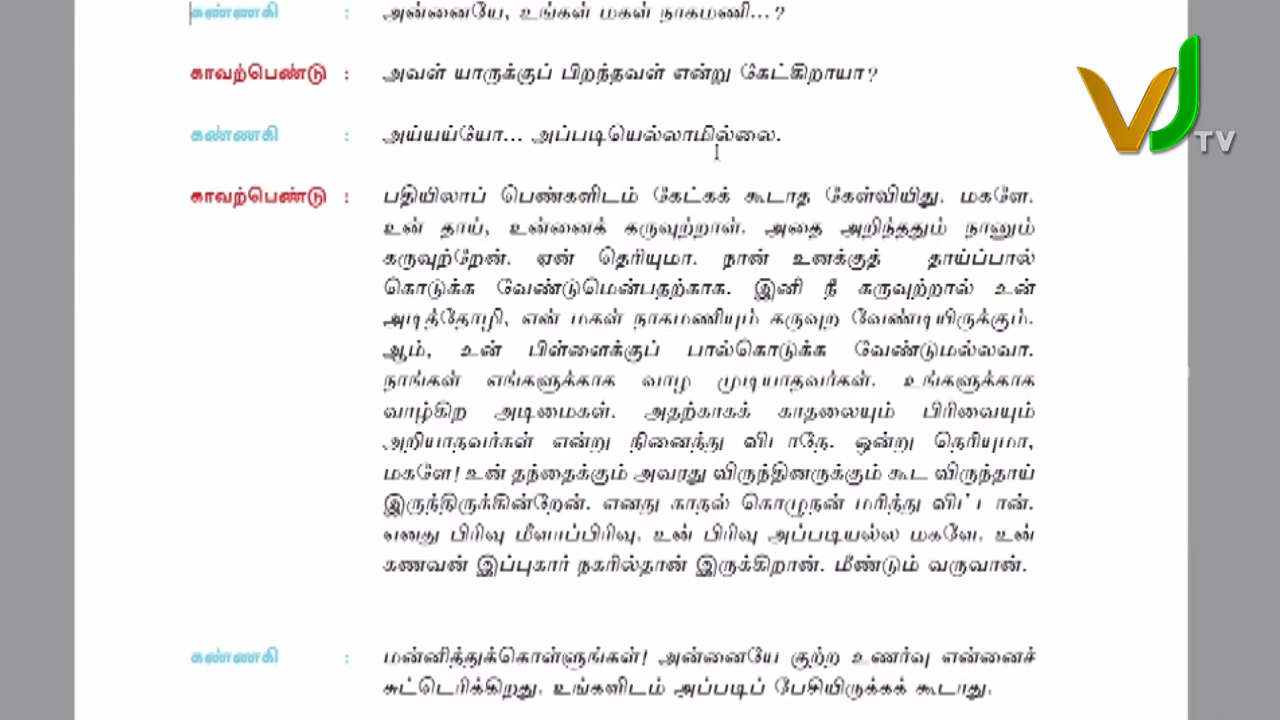 கண்ணகி : அன்னையே, உங்கள் மகள் நாகமணி...?
VJ TV
காவற்பெண்டு : அவள் யாருக்குப் பிறந்தவள் என்று கேட்கிறாயா?
கண்ணகி : அய்யய்யோ... அப்படியெல்லாமில்லை.
காவற்பெண்டு : பதியிலாப் பெண்களிடம் கேட்கக் கூடாத கேள்வியிது. மகளே.
உன் தாய், உன்னைக் கருவுற்றாள். அதை அறிந்ததும் நானும்
கருவுற்றேன். ஏன் தெரியுமா. நான் உனக்குத் தாய்ப்பால்
கொடுக்க வேண்டுமென்பதற்காக. இனி நீ கருவுற்றால் உன்
அடித்தோழி, என் மகள் நாகமணியும் கருவுற வேண்டியிருக்கும்.
ஆம், உன் பிள்ளைக்குப் பால்கொடுக்க வேண்டுமல்லவா.
நாங்கள் எங்களுக்காக வாழ முடியாதவர்கள். உங்களுக்காக
வாழ்கிற அடிமைகள். அதற்காகக் காதலையும் பிரிவையும்
அறியாதவர்கள் என்று நினைத்து விடாதே. ஒன்று தெரியுமா,
மகளே! உன் தந்தைக்கும் அவரது விருந்தினருக்கும் கூட விருந்தாய்
இருந்திருக்கின்றேன். எனது காதல் கொழுநன் மரித்து விட்டான்.
எனது பிரிவு மீளாப்பிரிவு. உன் பிரிவு அப்படியல்ல மகளே. உன்
கணவன் இப்புகார் நகரில்தான் இருக்கிறான். மீண்டும் வருவான்.
கண்ணகி : மன்னித்துக்கொள்ளுங்கள்! அன்னையே குற்ற உணர்வு என்னைச்
சுட்டெரிக்கிறது. உங்களிடம் அப்படிப் பேசியிருக்கக் கூடாது.